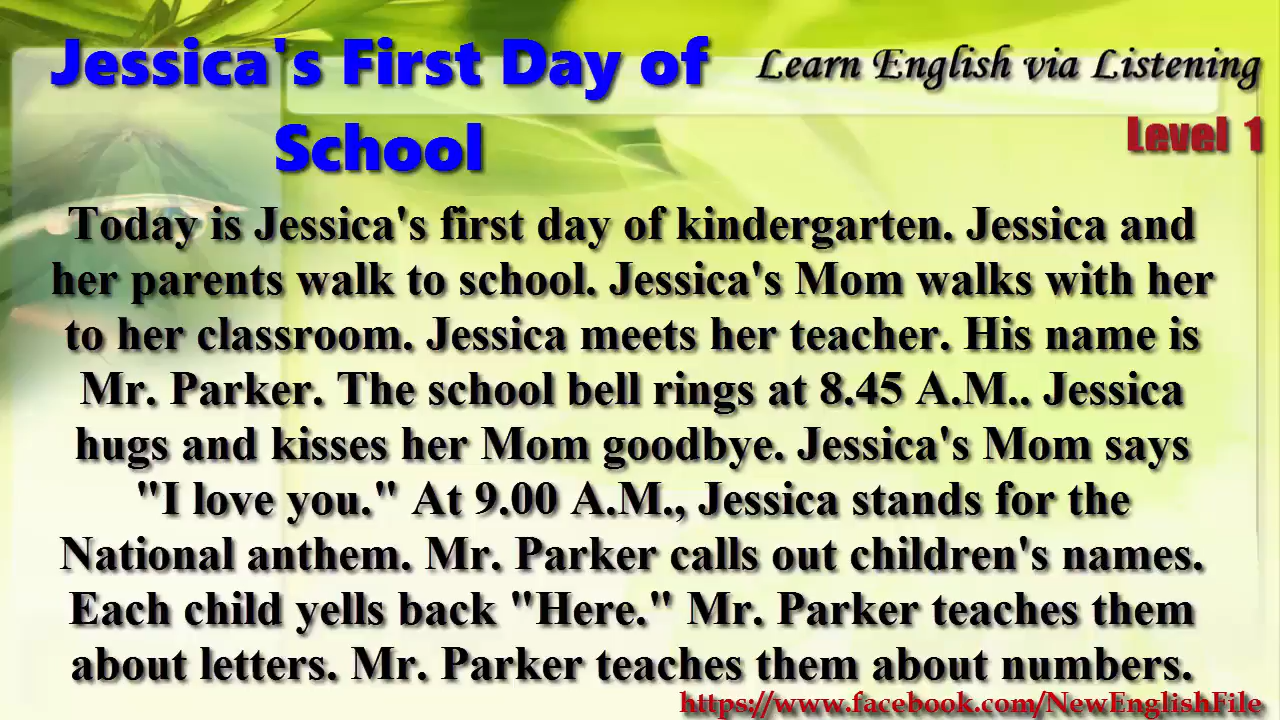 Jessica's First Day of
School
Learn English via Listening
Level 1
Today is Jessica's first day of kindergarten. Jessica and
her parents walk to school. Jessica's Mom walks with her
to her classroom. Jessica meets her teacher. His name is
Mr. Parker. The school bell rings at 8.45 A.M.. Jessica
hugs and kisses her Mom goodbye. Jessica's Mom says
"I love you." At 9.00 A.M., Jessica stands for the
National anthem. Mr. Parker calls out children's names.
Each child yells back "Here." Mr. Parker teaches them
about letters. Mr. Parker teaches them about numbers.
https://www.facebook.com/NewEnglishFile